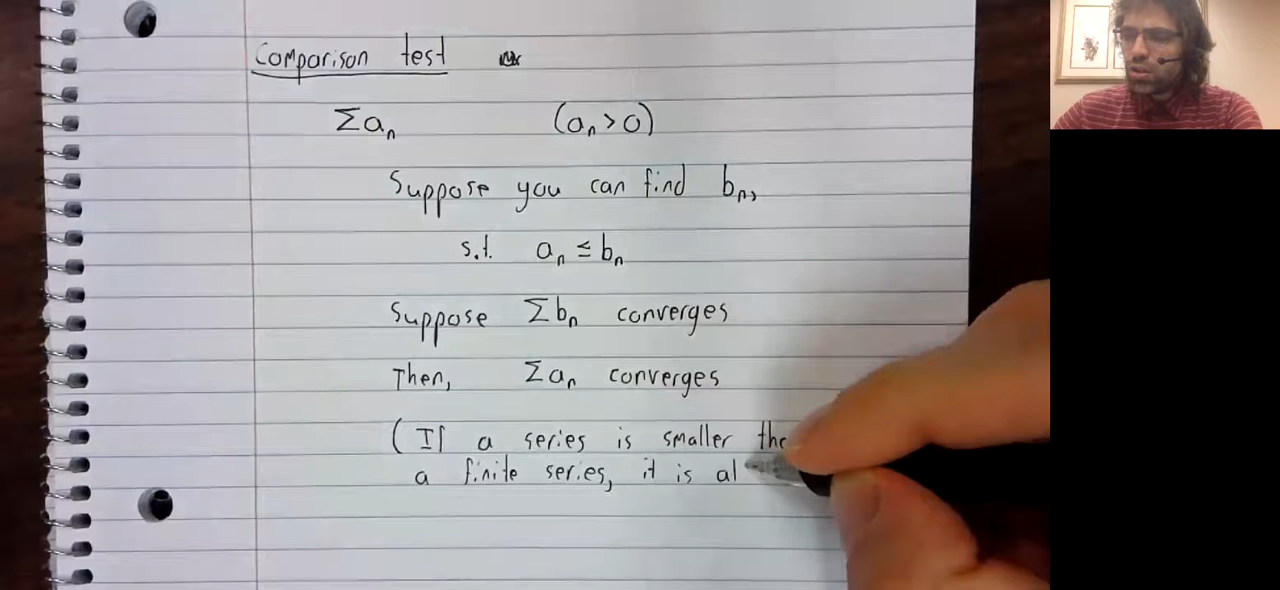 Comparison test
Σaₙ (aₙ > 0)
Suppose you can find bₙ,
s.t. aₙ ≤ bₙ
Suppose Σbₙ converges
Then, Σaₙ converges
(If a series is smaller
a finite series, it is